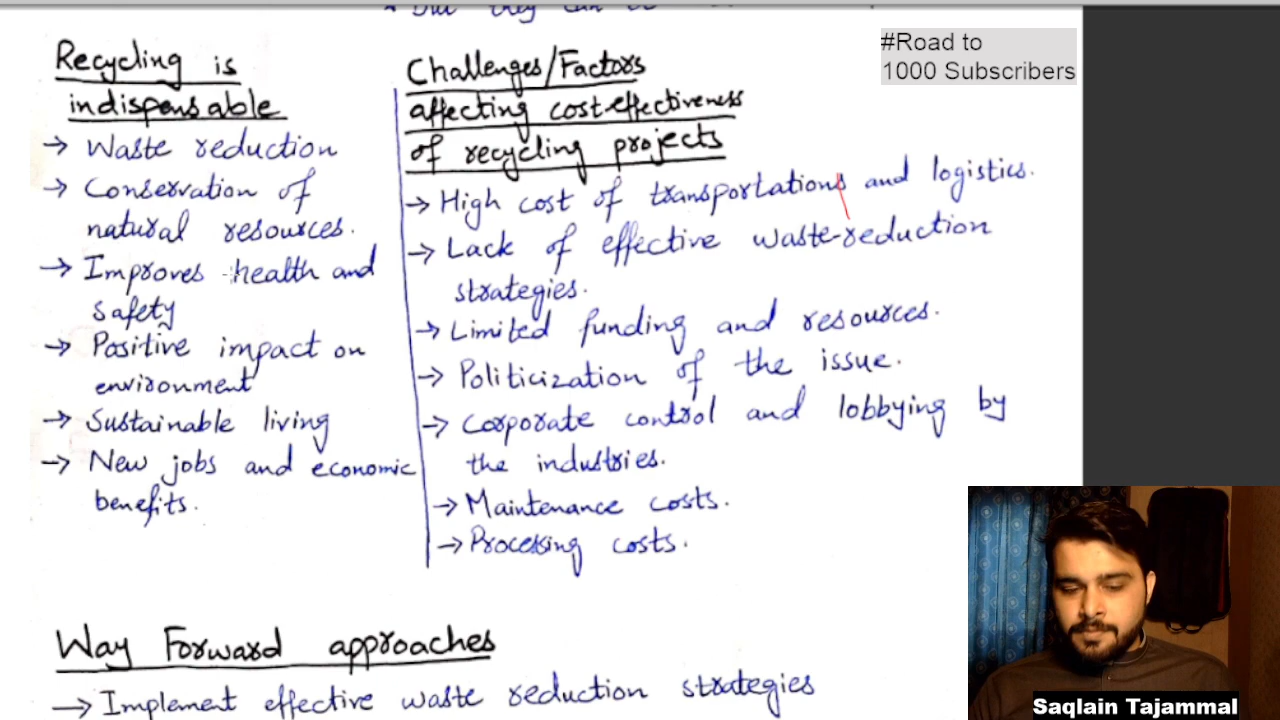 but they can be
#Road to
1000 Subscribers
Recycling is
indispensable
→ Waste reduction
→ Conservation of
natural resources.
→ Improves health and
safety
→ Positive impact on
environment
→ Sustainable living
→ New jobs and economic
benefits.
Challenges/Factors
affecting cost-effectiveness
of recycling projects
→ High cost of transportations and logistics.
→ Lack of effective waste-reduction
strategies.
→ Limited funding and resources.
→ Politicization of the issue.
→ Corporate control and lobbying by
the industries.
→ Maintenance costs.
→ Processing costs.
Way Forward approaches
→ Implement effective waste reduction strategies
Saqlain Tajammal